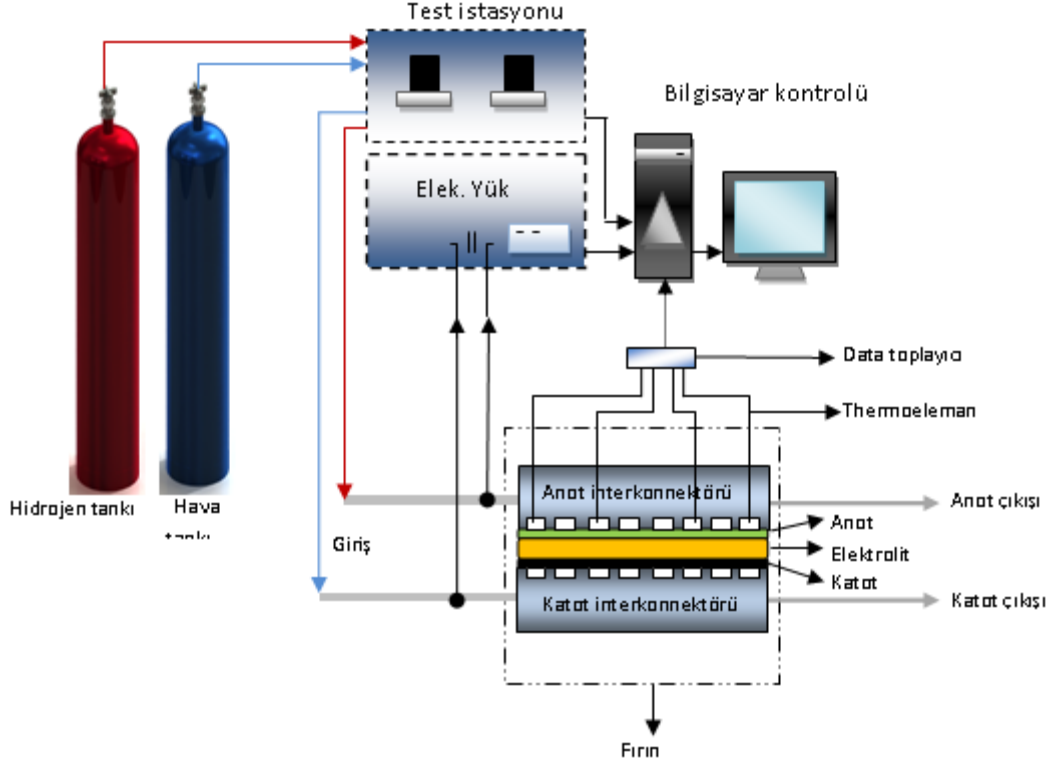 Test istasyonu
Bilgisayar kontrolü
Elek. Yük
Data toplayıcı
Thermoeleman
Hidrojen tankı
Hava
Anot interkonnektörü
Anot çıkışı
Anot
Giriş
Elektrolit
Katot
Katot interkonnektörü
Katot çıkışı
Fırın